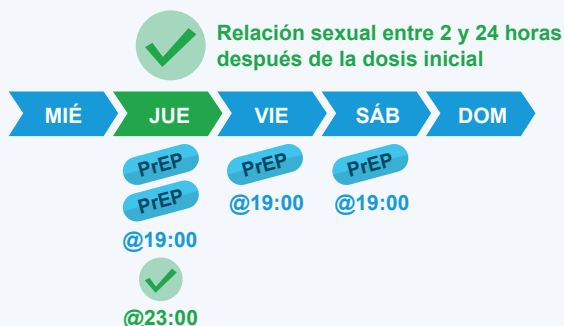 Relación sexual entre 2 y 24 horas
después de la dosis inicial
MIÉ JUE VIE SÁB DOM
PrEP PrEP PrEP
PrEP
@19:00 @19:00
@19:00
@23:00